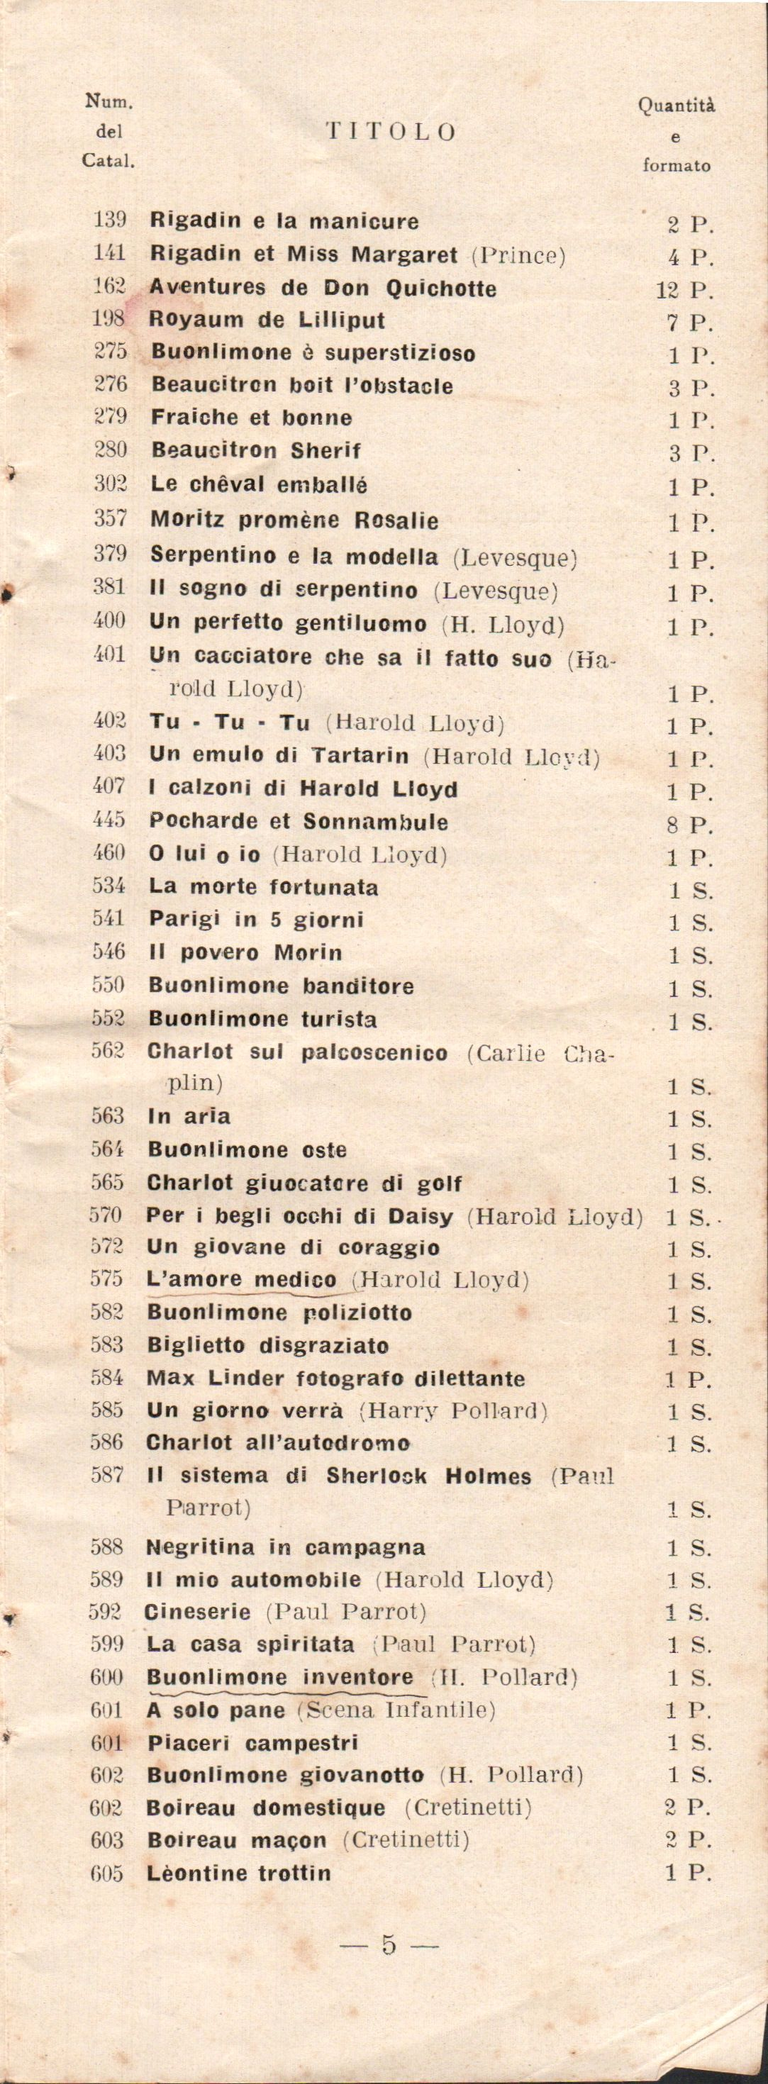 Num. del Catal. TITOLO Quantità e formato
139 Rigadin e la manicure 2 P.
141 Rigadin et Miss Margaret (Prince) 4 P.
162 Aventures de Don Quichotte 12 P.
198 Royaum de Lilliput 7 P.
275 Buonlimone è superstizioso 1 P.
276 Beaucitron boit l'obstacle 3 P.
279 Fraiche et bonne 1 P.
280 Beaucitron Sherif 3 P.
302 Le chêval emballé 1 P.
357 Moritz promène Rosalie 1 P.
379 Serpentino e la modella (Levesque) 1 P.
381 Il sogno di serpentino (Levesque) 1 P.
400 Un perfetto gentiluomo (H. Lloyd) 1 P.
401 Un cacciatore che sa il fatto suo (Ha-
rold Lloyd) 1 P.
402 Tu - Tu - Tu (Harold Lloyd) 1 P.
403 Un emulo di Tartarin (Harold Lloyd) 1 P.
407 I calzoni di Harold Lloyd 1 P.
445 Pocharde et Sonnambule 8 P.
460 O lui o io (Harold Lloyd) 1 P.
534 La morte fortunata 1 S.
541 Parigi in 5 giorni 1 S.
546 Il povero Morin 1 S.
550 Buonlimone banditore 1 S.
552 Buonlimone turista 1 S.
562 Charlot sul palcoscenico (Carlie Cha-
plin) 1 S.
563 In aria 1 S.
564 Buonlimone oste 1 S.
565 Charlot giuocatore di golf 1 S.
570 Per i begli occhi di Daisy (Harold Lloyd) 1 S.
572 Un giovane di coraggio 1 S.
575 L'amore medico (Harold Lloyd) 1 S.
582 Buonlimone poliziotto 1 S.
583 Biglietto disgraziato 1 S.
584 Max Linder fotografo dilettante 1 P.
585 Un giorno verrà (Harry Pollard) 1 S.
586 Charlot all'autodromo 1 S.
587 Il sistema di Sherlock Holmes (Paul
Parrot) 1 S.
588 Negritina in campagna 1 S.
589 Il mio automobile (Harold Lloyd) 1 S.
592 Cineserie (Paul Parrot) 1 S.
599 La casa spiritata (Paul Parrot) 1 S.
600 Buonlimone inventore (H. Pollard) 1 S.
601 A solo pane (Scena Infantile) 1 P.
601 Piaceri campestri 1 S.
602 Buonlimone giovanotto (H. Pollard) 1 S.
602 Boireau domestique (Cretinetti) 2 P.
603 Boireau maçon (Cretinetti) 2 P.
605 Lèontine trottin 1 P.
— 5 —